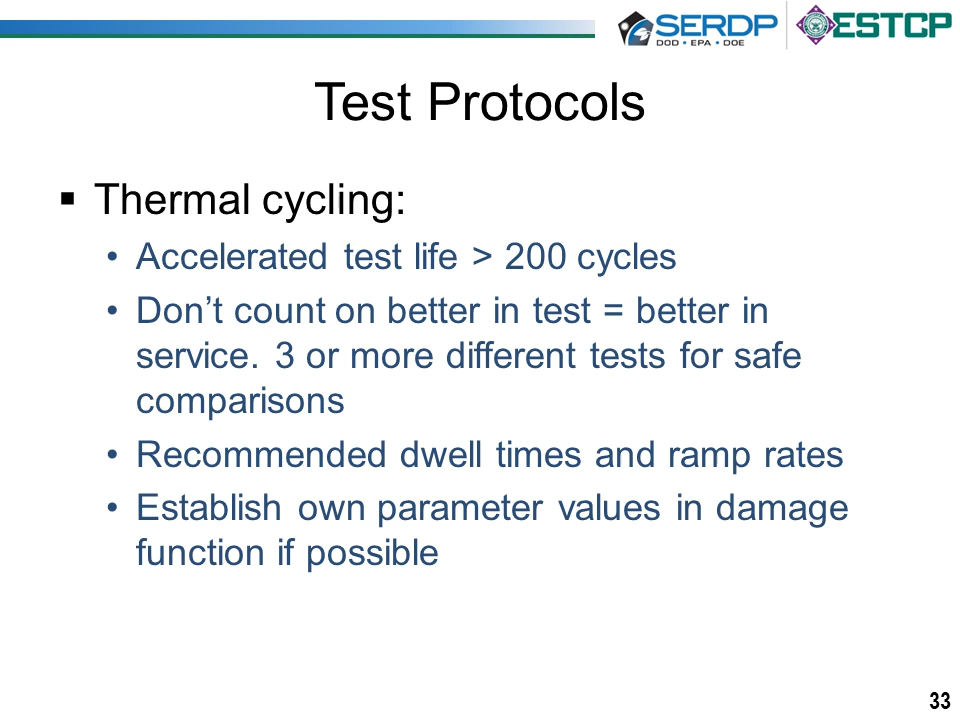 SERDP
DOD • EPA • DOE
ESTCP
Test Protocols
▪ Thermal cycling:
• Accelerated test life > 200 cycles
• Don’t count on better in test = better in
service. 3 or more different tests for safe
comparisons
• Recommended dwell times and ramp rates
• Establish own parameter values in damage
function if possible
33